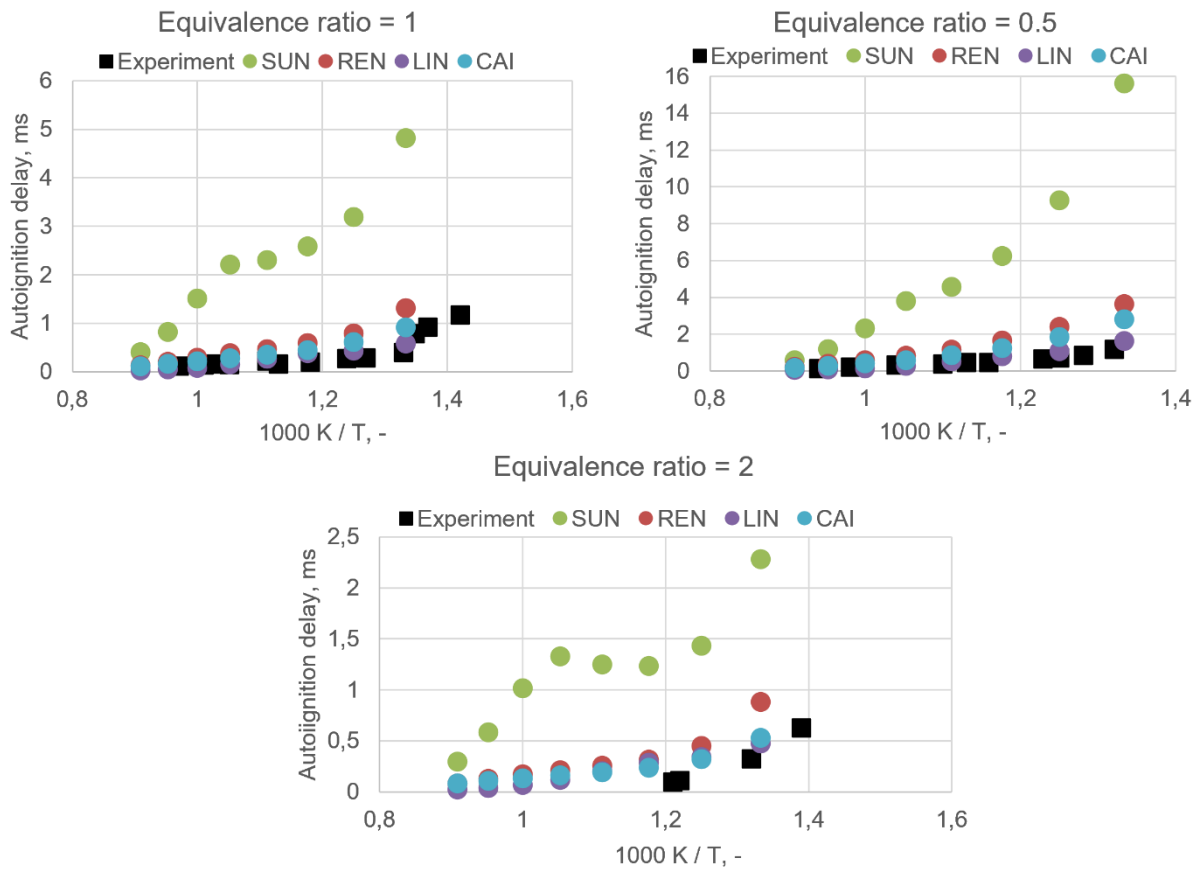 Equivalence ratio = 1
Experiment SUN REN LIN CAI
6
5
4
3
2
1
0
Autoignition delay, ms
0,8 1 1,2 1,4 1,6
1000 K / T, -
Equivalence ratio = 0.5
Experiment SUN REN LIN CAI
16
14
12
10
8
6
4
2
0
Autoignition delay, ms
0,8 1 1,2 1,4
1000 K / T, -
Equivalence ratio = 2
Experiment SUN REN LIN CAI
2,5
2
1,5
1
0,5
0
Autoiignition delay, ms
0,8 1 1,2 1,4 1,6
1000 K / T, -